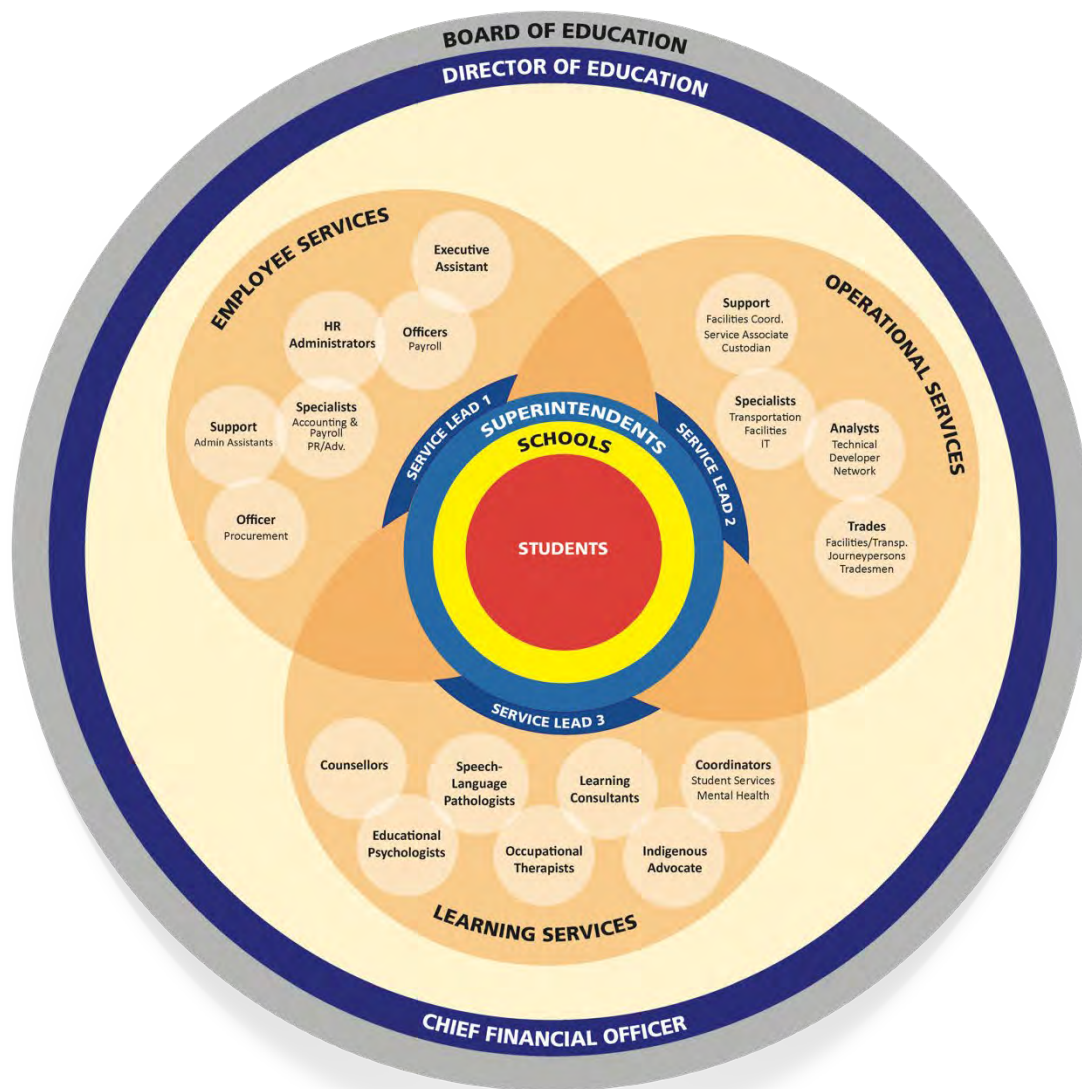 BOARD OF EDUCATION
DIRECTOR OF EDUCATION
EMPLOYEE SERVICES
Executive
Assistant
HR
Administrators
Officers
Payroll
Support
Admin Assistants
Specialists
Accounting &
Payroll
PR/Adv.
Officer
Procurement
OPERATIONAL SERVICES
Support
Facilities Coord.
Service Associate
Custodian
Specialists
Transportation
Facilities
IT
Analysts
Technical
Developer
Network
Trades
Facilities/Transp.
Journeypersons
Tradesmen
SERVICE LEAD 1
SUPERINTENDENTS
SERVICE LEAD 2
SCHOOLS
STUDENTS
SERVICE LEAD 3
Counsellors
Speech-
Language
Pathologists
Learning
Consultants
Coordinators
Student Services
Mental Health
Educational
Psychologists
Occupational
Therapists
Indigenous
Advocate
LEARNING SERVICES
CHIEF FINANCIAL OFFICER